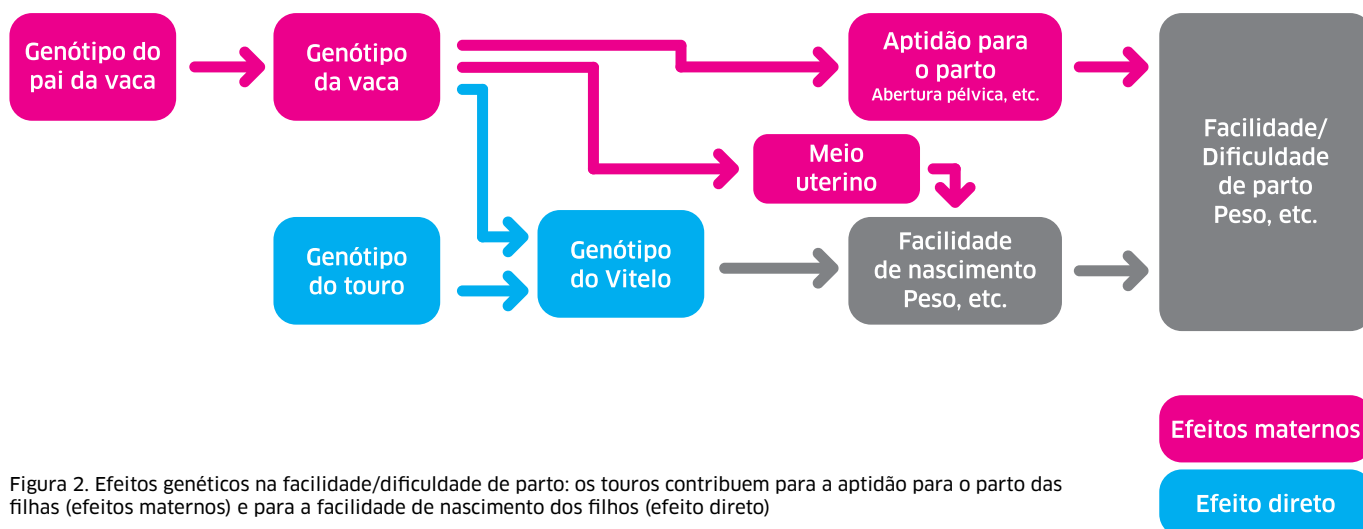 Genótipo do
pai da vaca
Genótipo
da vaca
Aptidão para
o parto
Abertura pélvica, etc.
Facilidade/
Dificuldade
de parto
Peso, etc.
Meio
uterino
Genótipo
do touro
Genótipo
do Vitelo
Facilidade
de nascimento
Peso, etc.
Efeitos maternos
Efeito direto
Figura 2. Efeitos genéticos na facilidade/dificuldade de parto: os touros contribuem para a aptidão para o parto das
filhas (efeitos maternos) e para a facilidade de nascimento dos filhos (efeito direto)